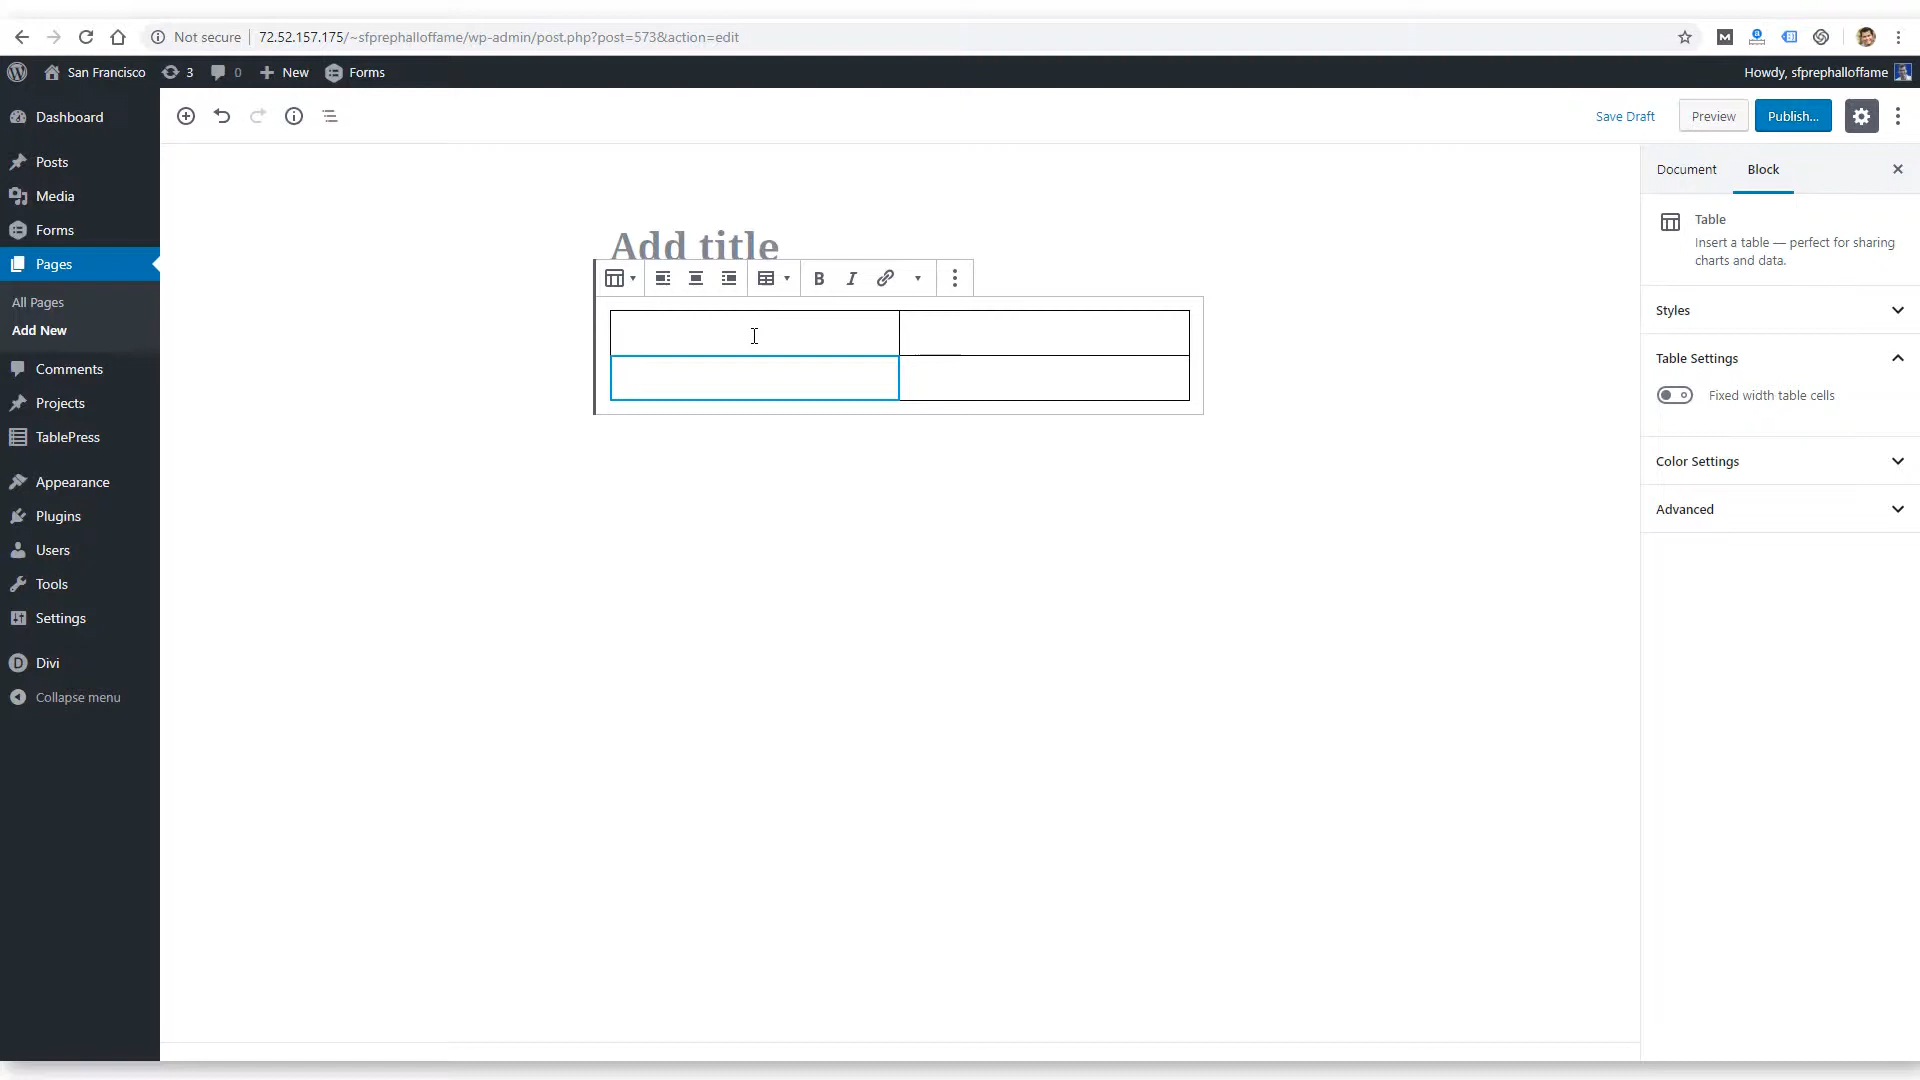 Not secure
72.52.157.175/~sfprephalloffame/wp-admin/post.php?post=573&action=edit
San Francisco
3
0
New
Forms
Howdy, sfprephalloffame
Dashboard
Save Draft
Preview
Publish...
Posts
Media
Forms
Pages
All Pages
Add New
Comments
Projects
TablePress
Appearance
Plugins
Users
Tools
Settings
Divi
Collapse menu
Add title
B
I
Document
Block
Table
Insert a table — perfect for sharing
charts and data.
Styles
Table Settings
Fixed width table cells
Color Settings
Advanced